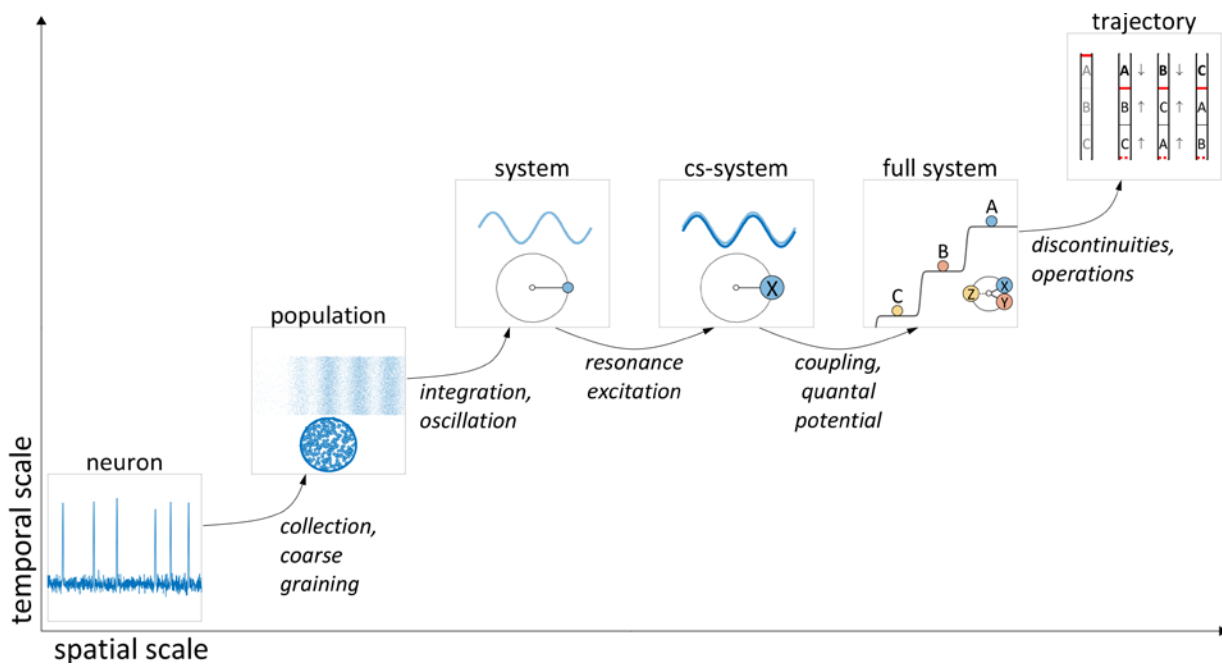 trajectory
A A ↓ B ↓ C
B B ↑ C ↑ A
C C ↑ A ↑ B
system
cs-system
full system
X
A
B
C
X
Z
Y
discontinuities,
operations
population
integration,
oscillation
resonance
excitation
coupling,
quantal
potential
neuron
collection,
coarse
graining
temporal scale
spatial scale